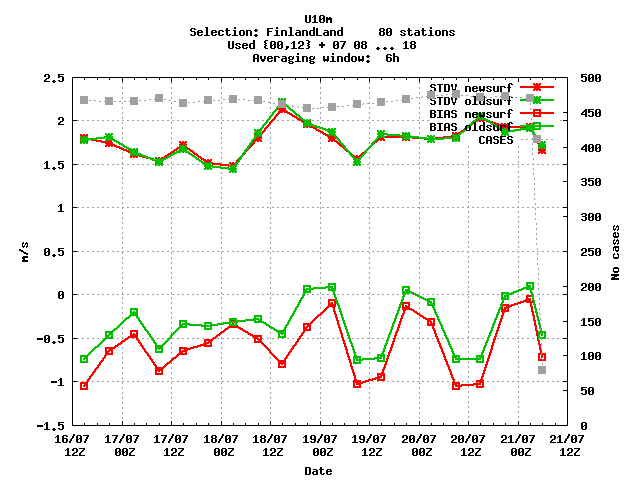 U10m
Selection: FinlandLand     80 stations
Used {00,12} + 07 08 ... 18
Averaging window:  6h
STDV newsurf
STDV oldsurf
BIAS newsurf
BIAS oldsurf
CASES
2.5
2
1.5
1
0.5
0
-0.5
-1
-1.5
m/s
500
450
400
350
300
250
200
150
100
50
0
No cases
16/07 17/07 17/07 18/07 18/07 19/07 19/07 20/07 20/07 21/07 21/07
12Z 00Z 12Z 00Z 12Z 00Z 12Z 00Z 12Z 00Z 12Z
Date